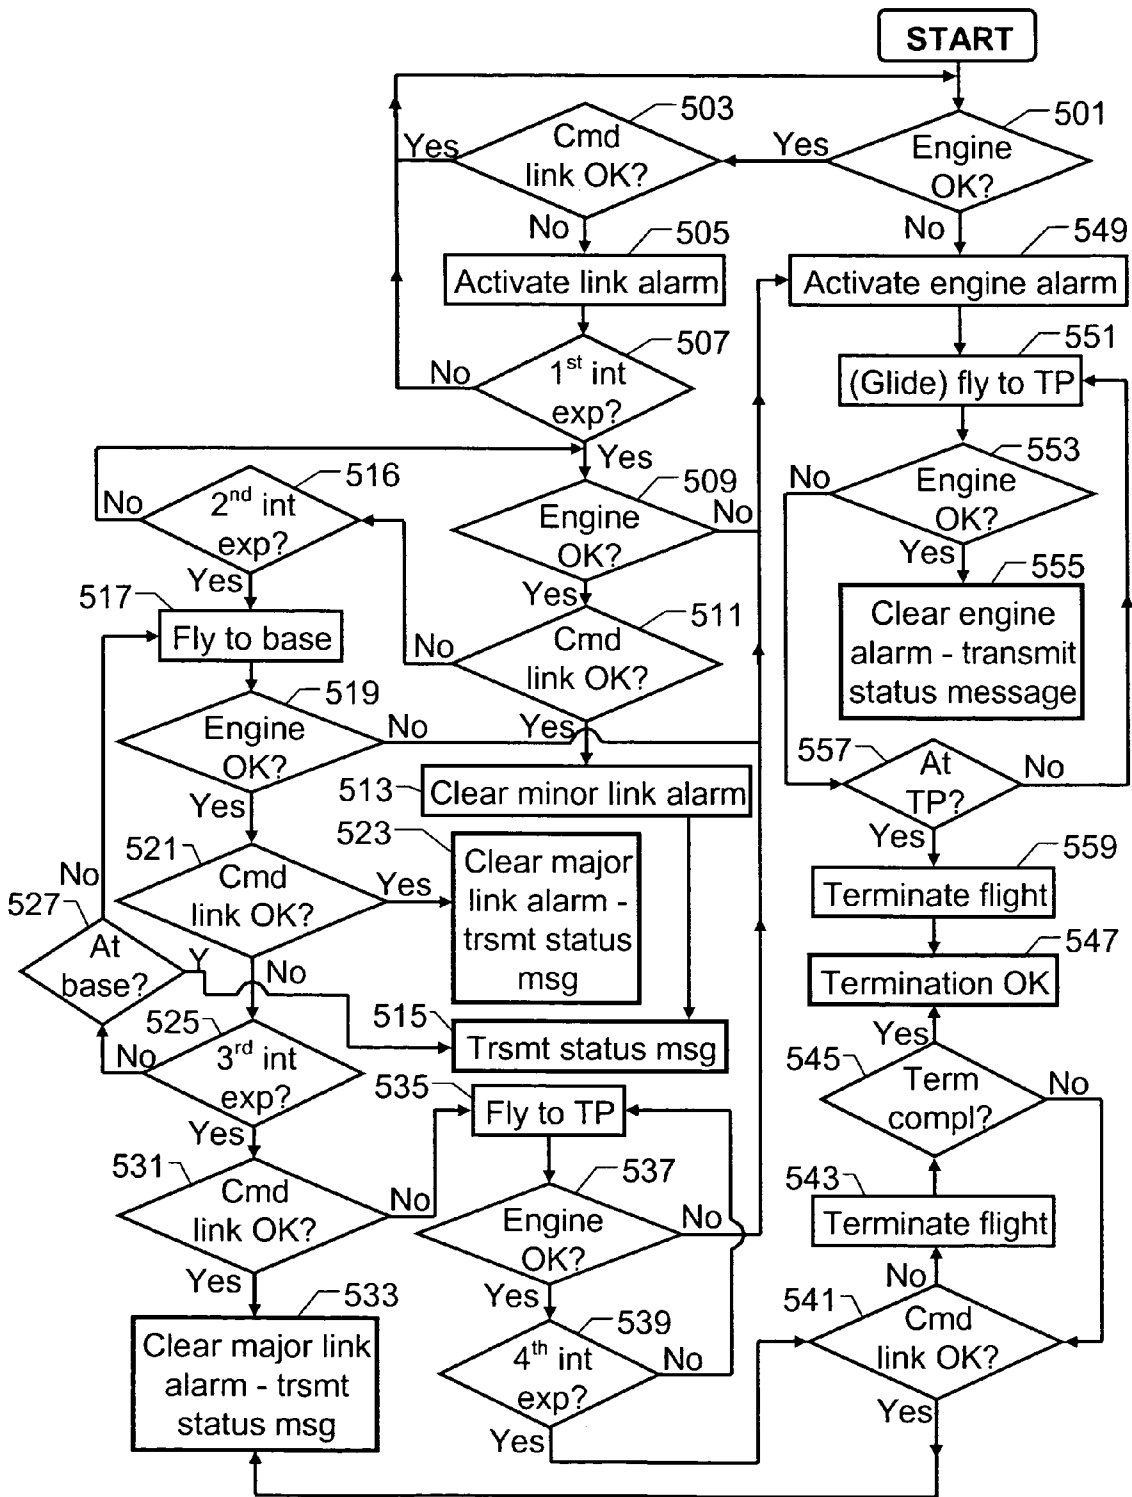 START
501
Engine
OK?
Yes
No
503
Cmd
link OK?
Yes
No
505
Activate link alarm
549
Activate engine alarm
507
1st int
exp?
No
Yes
551
(Glide) fly to TP
553
Engine
OK?
No
Yes
516
2nd int
exp?
No
Yes
509
Engine
OK?
No
Yes
555
Clear engine
alarm - transmit
status message
517
Fly to base
511
Cmd
link OK?
No
Yes
519
Engine
OK?
No
Yes
557
At
TP?
No
Yes
513
Clear minor link alarm
521
Cmd
link OK?
Yes
No
523
Clear major
link alarm -
trsmt status
msg
559
Terminate flight
527
At
base?
No
Y
547
Termination OK
525
3rd int
exp?
No
Yes
515
Trsmt status msg
545
Term
compl?
Yes
No
535
Fly to TP
531
Cmd
link OK?
No
Yes
537
Engine
OK?
No
Yes
543
Terminate flight
533
Clear major link
alarm - trsmt
status msg
539
4th int
exp?
No
Yes
541
Cmd
link OK?
No
Yes